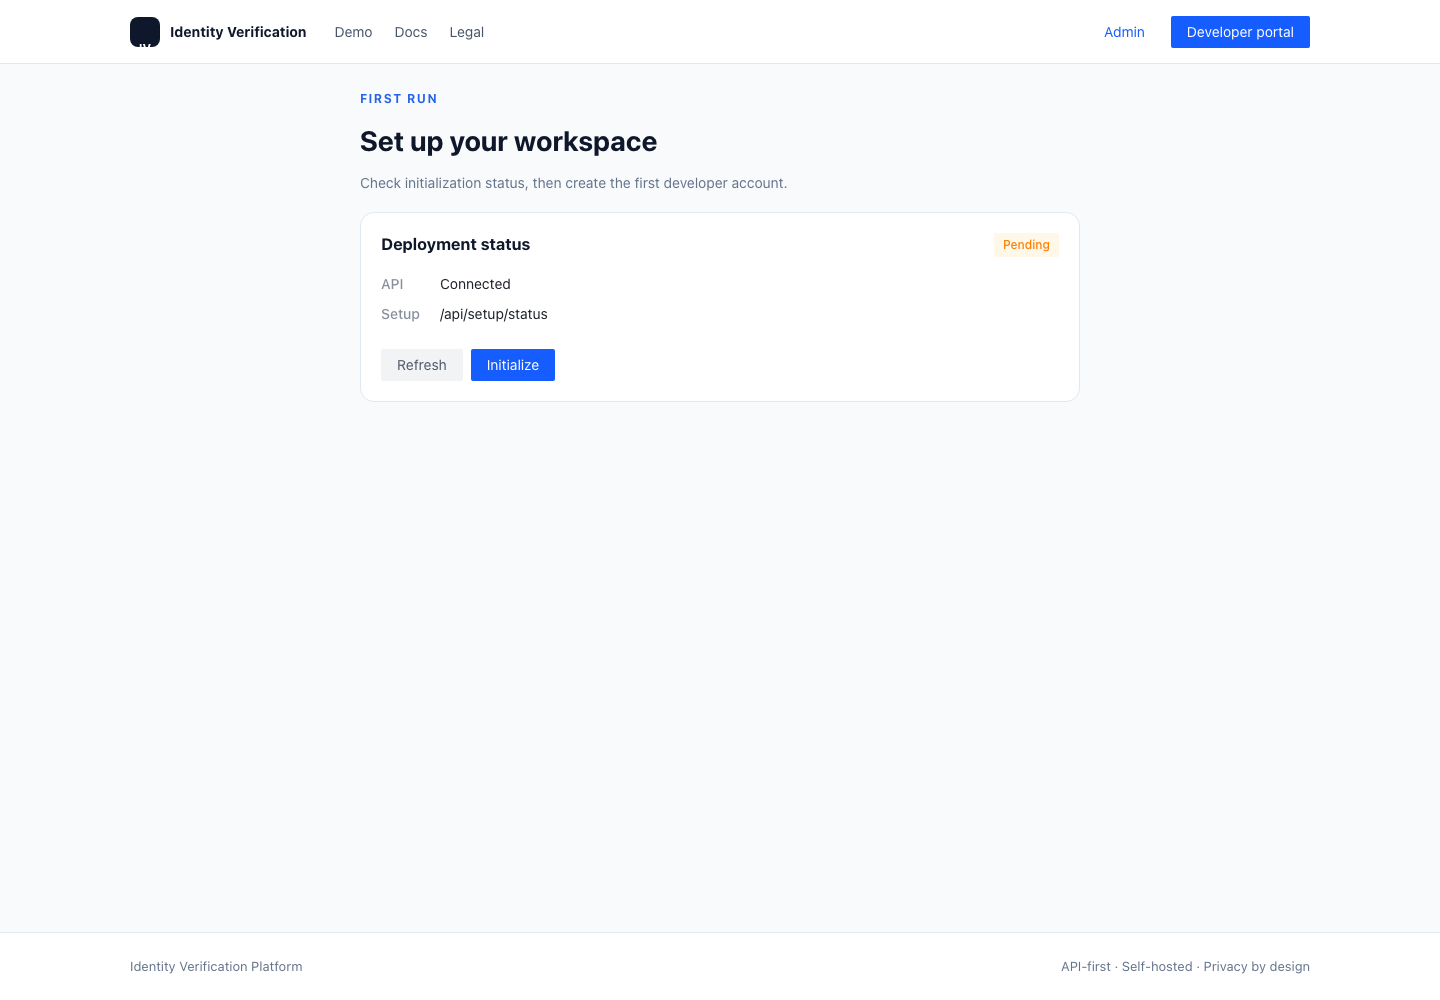 Identity Verification Demo Docs Legal Admin Developer portal
FIRST RUN
Set up your workspace
Check initialization status, then create the first developer account.
Deployment status Pending
API Connected
Setup /api/setup/status
Refresh Initialize
Identity Verification Platform API-first · Self-hosted · Privacy by design